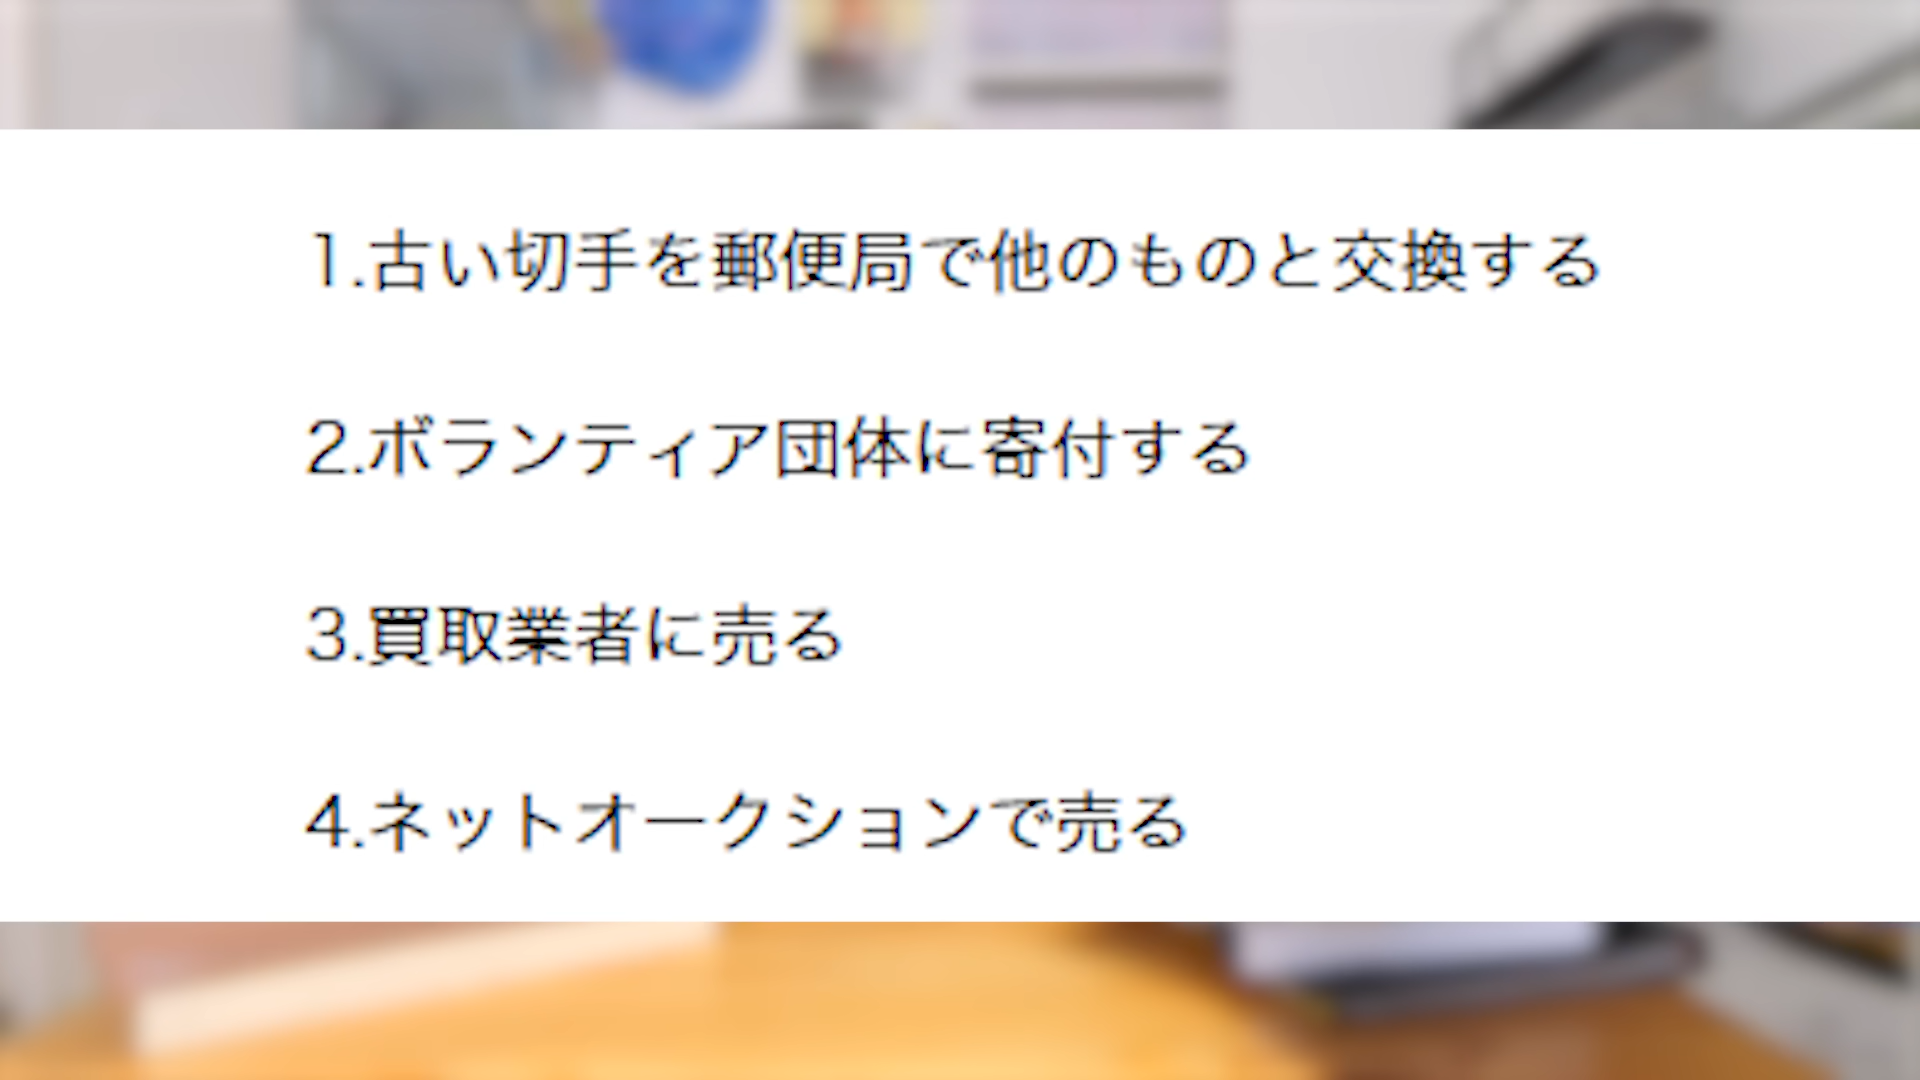 1.古い切手を郵便局で他のものと交換する
2.ボランティア団体に寄付する
3.買取業者に売る
4.ネットオークションで売る